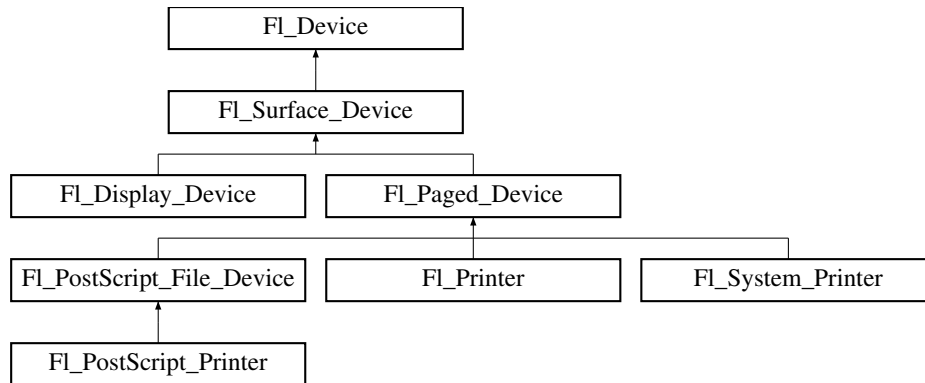 Fl_Device
Fl_Surface_Device
Fl_Display_Device
Fl_Paged_Device
Fl_PostScript_File_Device
Fl_Printer
Fl_System_Printer
Fl_PostScript_Printer